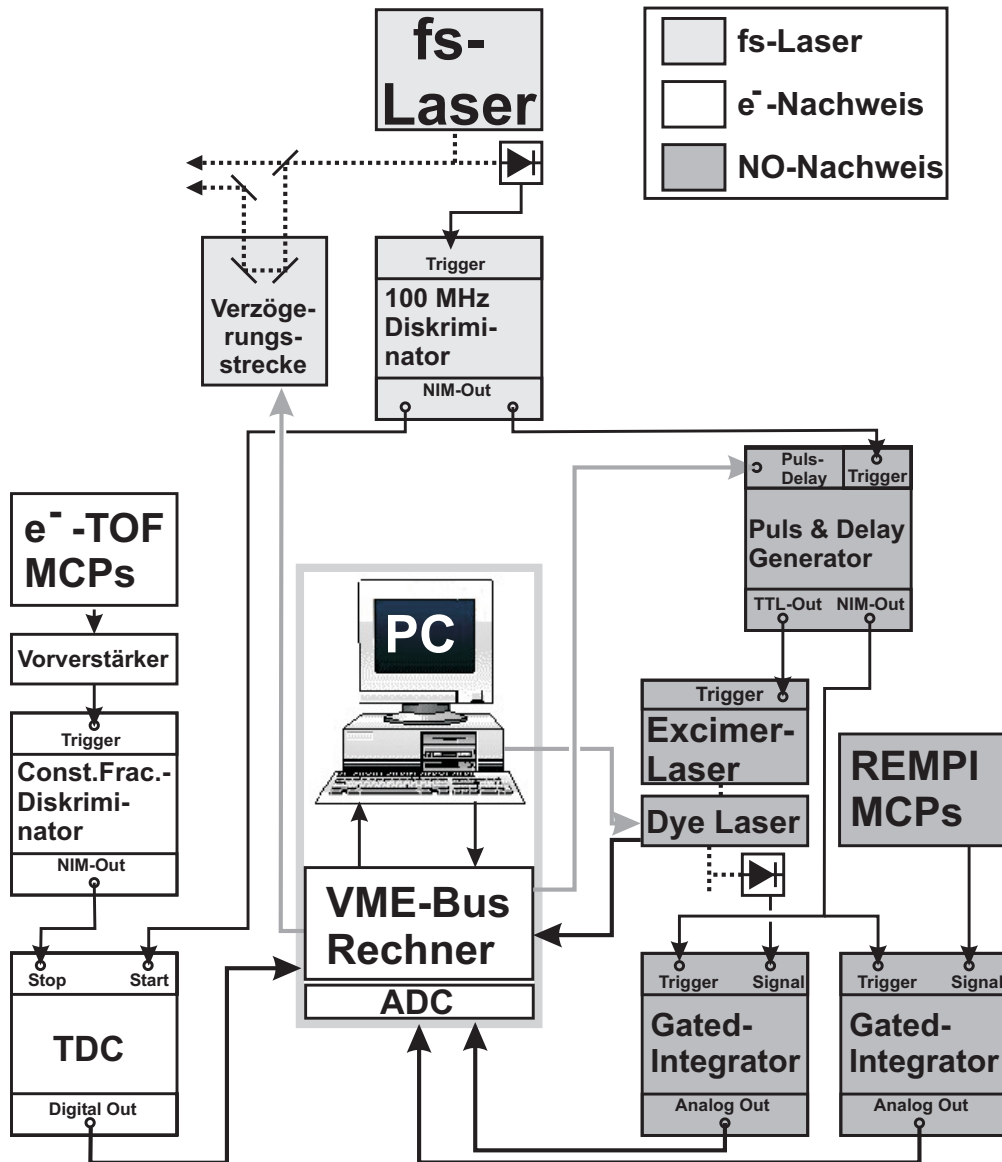 fs-
Laser
fs-Laser
e⁻-Nachweis
NO-Nachweis
Trigger
100 MHz
Diskrimi-
nator
NIM-Out
Verzöge-
rungs-
strecke
Puls-
Delay
Trigger
Puls & Delay
Generator
TTL-Out NIM-Out
e⁻-TOF
MCPs
Vorverstärker
Trigger
Const.Frac.-
Diskrimi-
nator
NIM-Out
PC
Trigger
Excimer-
Laser
Dye Laser
REMPI
MCPs
VME-Bus
Rechner
ADC
Stop Start
TDC
Digital Out
Trigger Signal
Gated-
Integrator
Analog Out
Trigger Signal
Gated-
Integrator
Analog Out